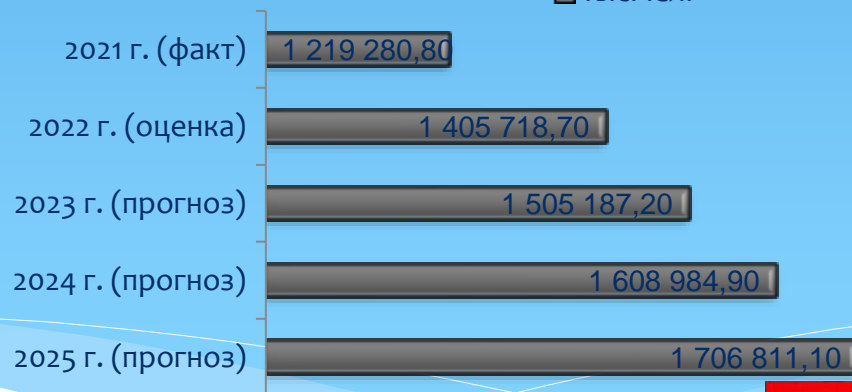 2021 г. (факт) 1 219 280,80
2022 г. (оценка) 1 405 718,70
2023 г. (прогноз) 1 505 187,20
2024 г. (прогноз) 1 608 984,90
2025 г. (прогноз) 1 706 811,10